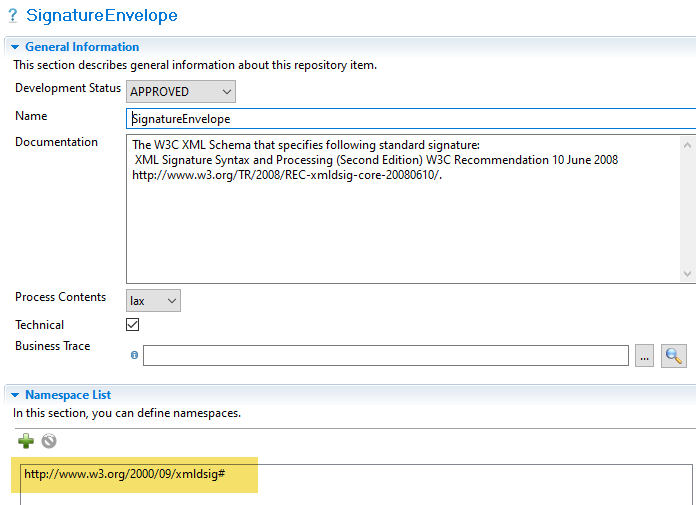 ? SignatureEnvelope
General Information
This section describes general information about this repository item.
Development Status APPROVED
Name SignatureEnvelope
Documentation The W3C XML Schema that specifies following standard signature:
XML Signature Syntax and Processing (Second Edition) W3C Recommendation 10 June 2008
http://www.w3.org/TR/2008/REC-xmldsig-core-20080610/.
Process Contents lax
Technical
Business Trace ...
Namespace List
In this section, you can define namespaces.
http://www.w3.org/2000/09/xmldsig#